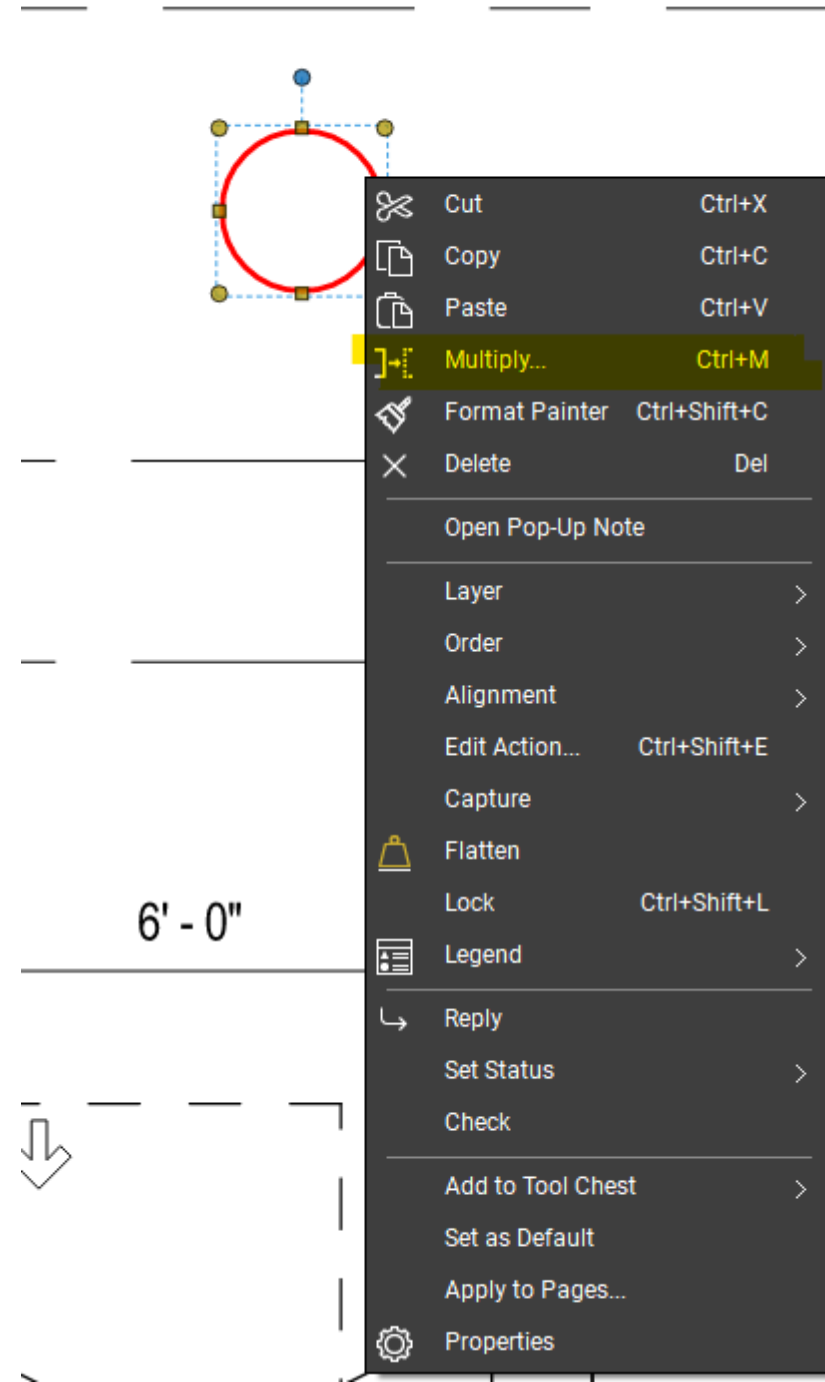 Cut Ctrl+X
Copy Ctrl+C
Paste Ctrl+V
Multiply... Ctrl+M
Format Painter Ctrl+Shift+C
Delete Del
Open Pop-Up Note
Layer
Order
Alignment
Edit Action... Ctrl+Shift+E
Capture
Flatten
Lock Ctrl+Shift+L
6' - 0"
Legend
Reply
Set Status
Check
Add to Tool Chest
Set as Default
Apply to Pages...
Properties